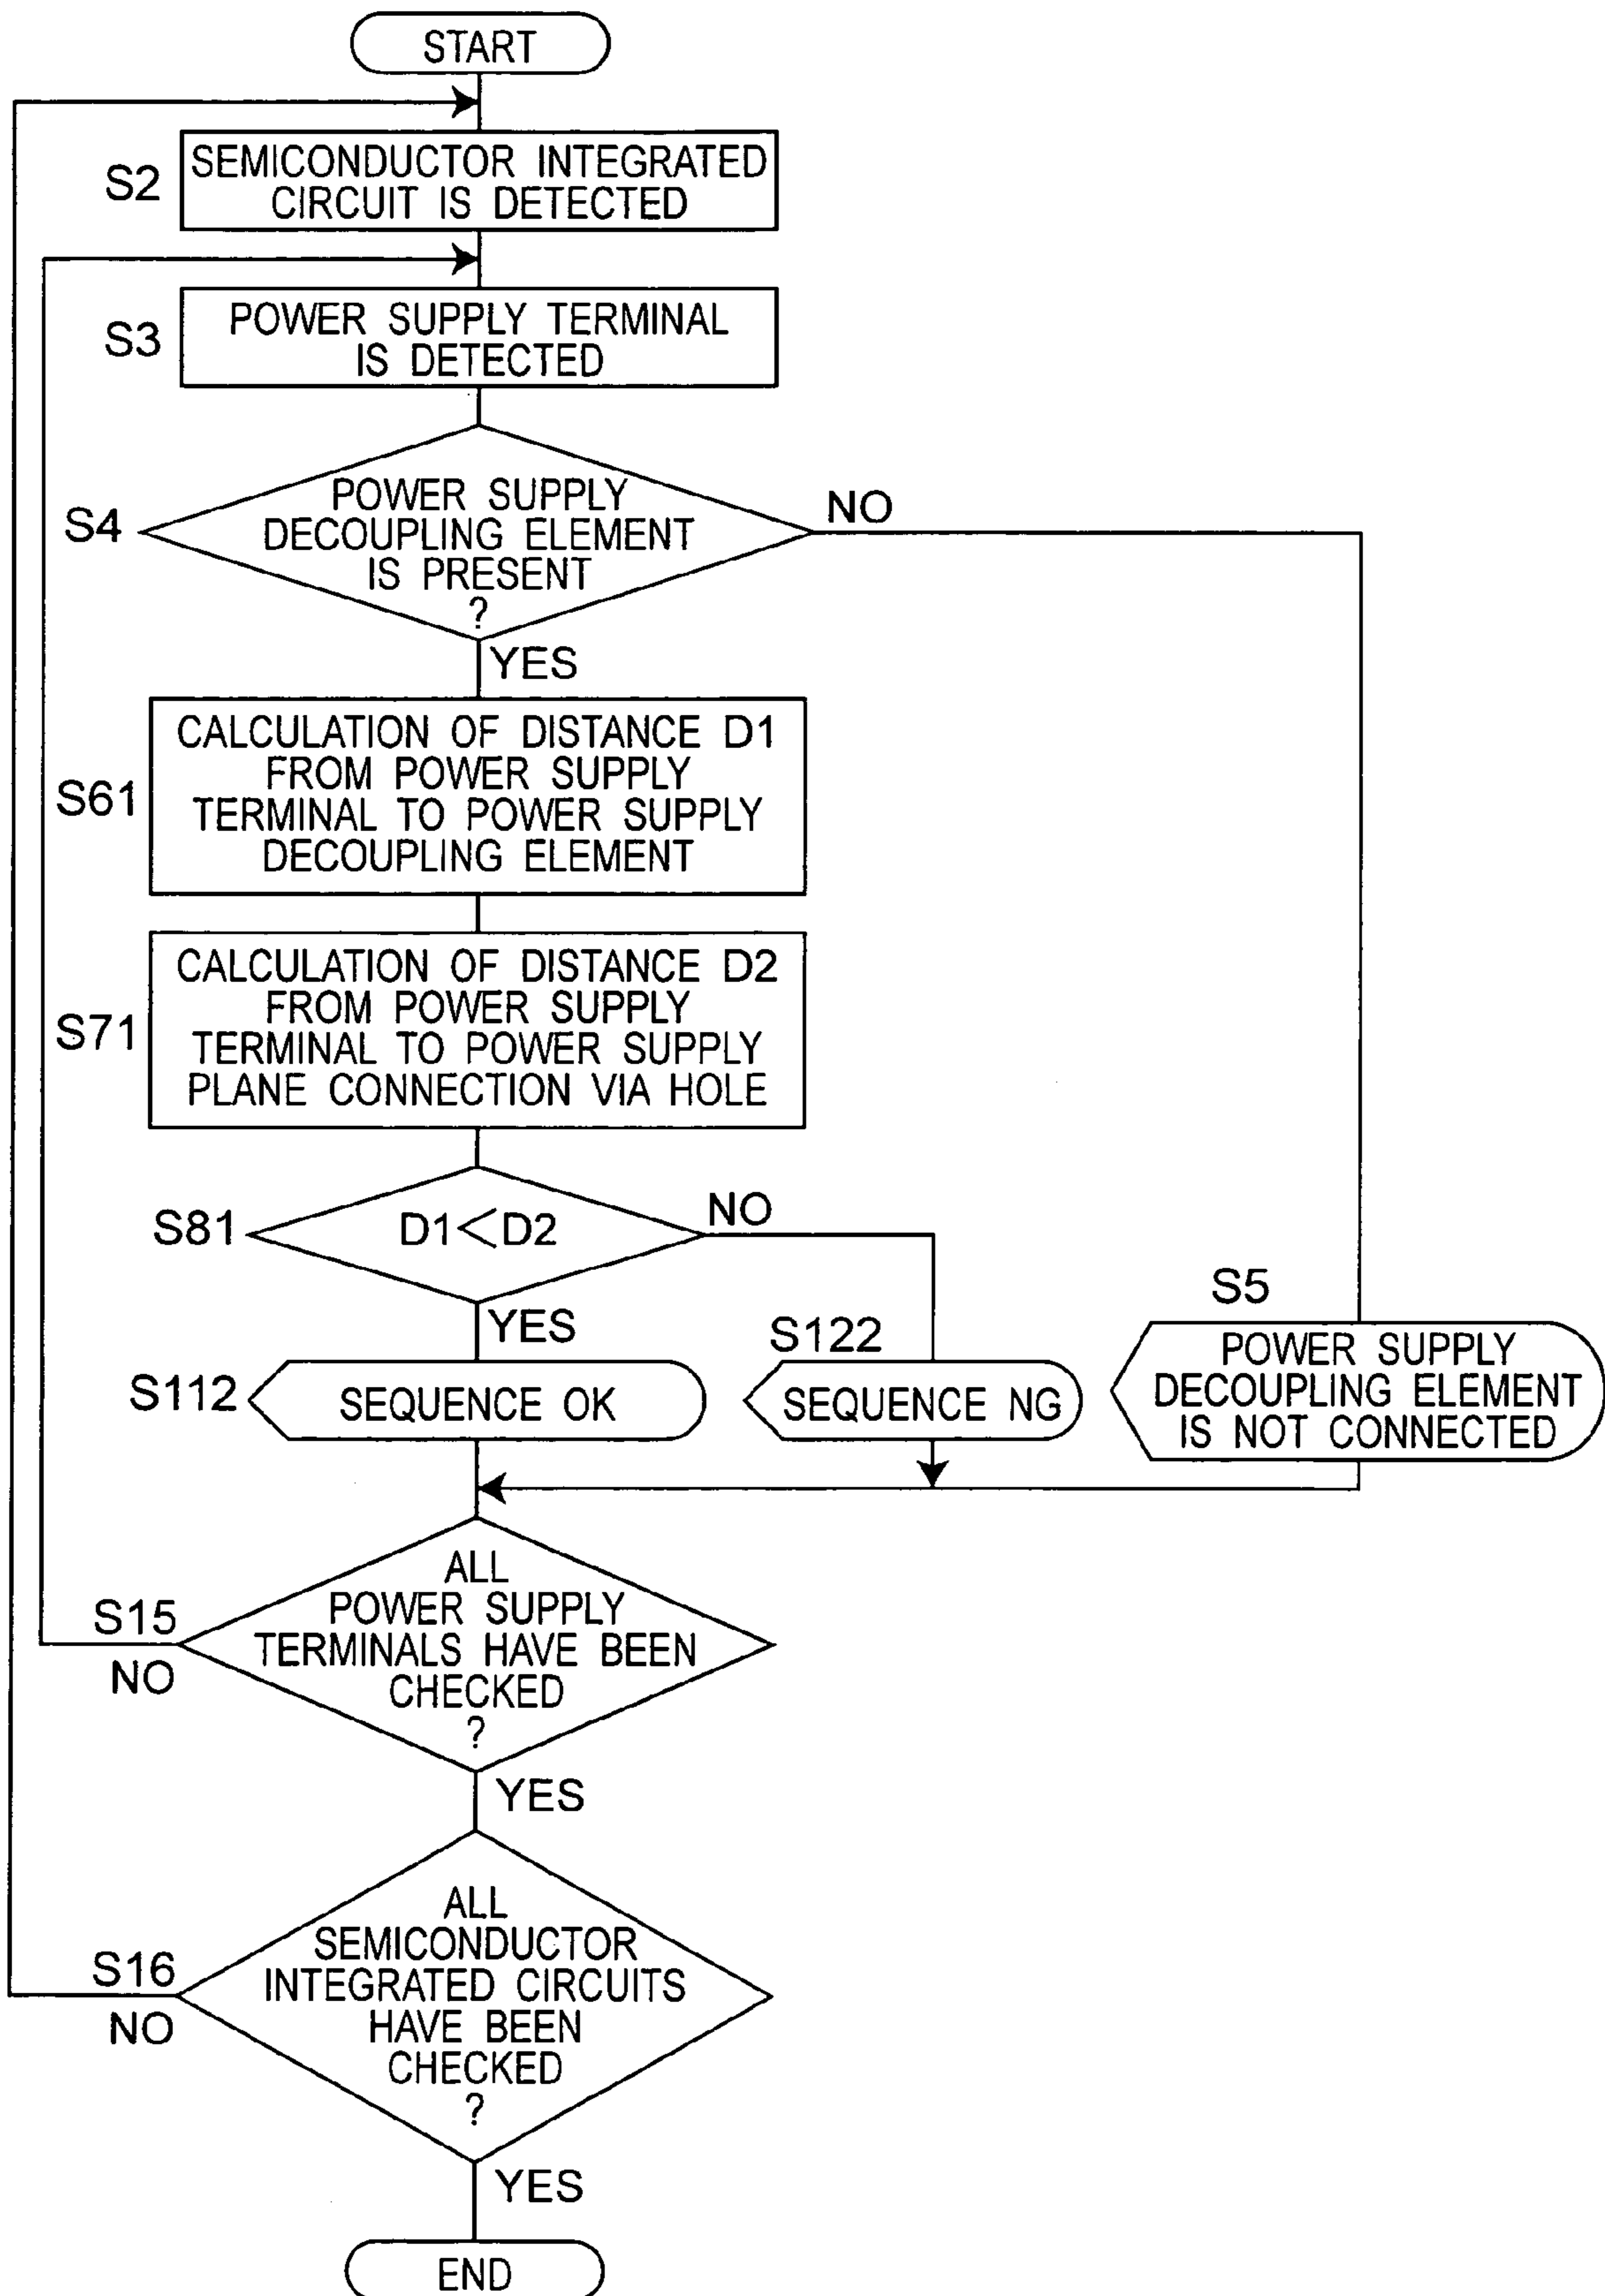 START
S2
SEMICONDUCTOR INTEGRATED
CIRCUIT IS DETECTED
S3
POWER SUPPLY TERMINAL
IS DETECTED
S4
POWER SUPPLY
DECOUPLING ELEMENT
IS PRESENT
?
NO
YES
S61
CALCULATION OF DISTANCE D1
FROM POWER SUPPLY
TERMINAL TO POWER SUPPLY
DECOUPLING ELEMENT
S71
CALCULATION OF DISTANCE D2
FROM POWER SUPPLY
TERMINAL TO POWER SUPPLY
PLANE CONNECTION VIA HOLE
S81
D1<D2
NO
YES
S112
SEQUENCE OK
S122
SEQUENCE NG
S5
POWER SUPPLY
DECOUPLING ELEMENT
IS NOT CONNECTED
S15
NO
ALL
POWER SUPPLY
TERMINALS HAVE BEEN
CHECKED
?
YES
S16
NO
ALL
SEMICONDUCTOR
INTEGRATED CIRCUITS
HAVE BEEN
CHECKED
?
YES
END